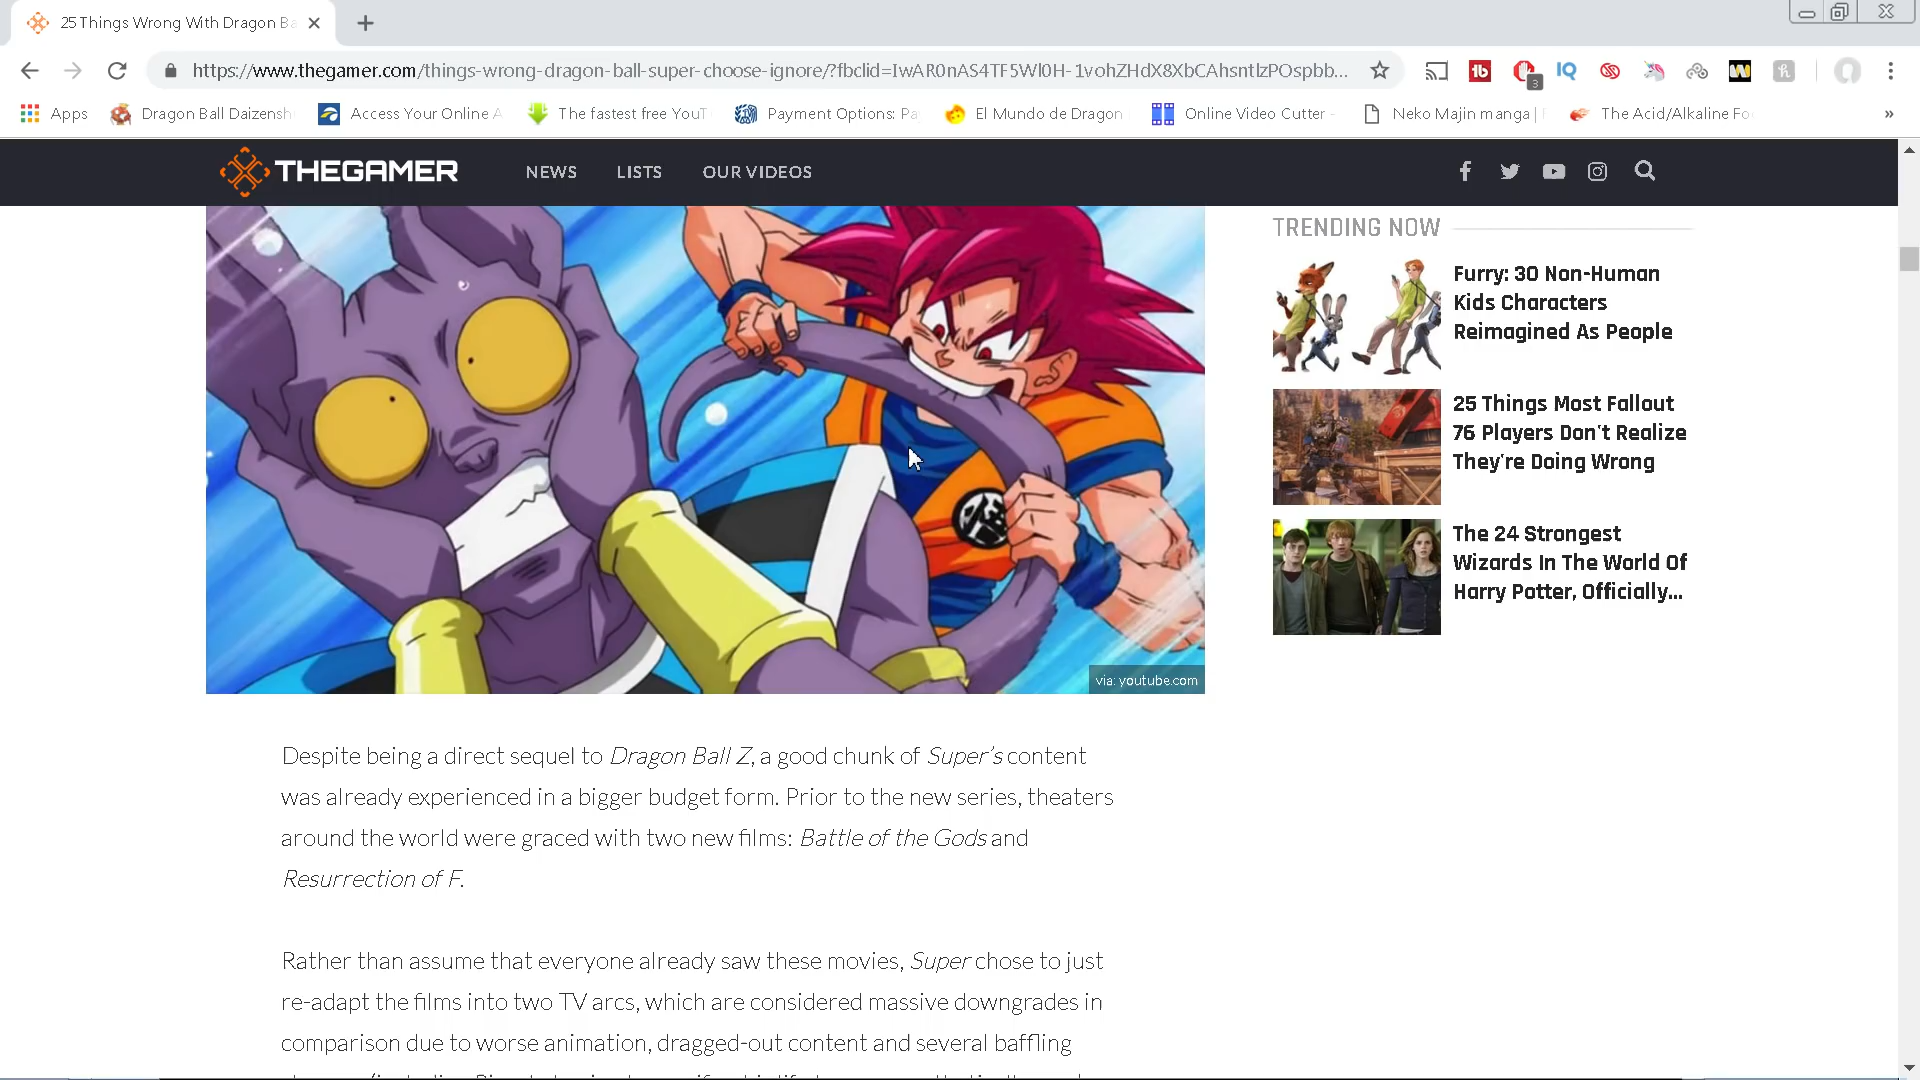 25 Things Wrong With Dragon Ba
https://www.thegamer.com/things-wrong-dragon-ball-super-choose-ignore/?fbclid=IwAR0nAS4TF5Wl0H-1vohZHdX8XbCAhsntlzPOspbb...
3
Apps
Dragon Ball Daizensh
Access Your Online A
The fastest free YouT
Payment Options: Pa
El Mundo de Dragon
Online Video Cutter -
Neko Majin manga |
The Acid/Alkaline Fo
»
THEGAMER
NEWS
LISTS
OUR VIDEOS
TRENDING NOW
Furry: 30 Non-Human
Kids Characters
Reimagined As People
25 Things Most Fallout
76 Players Don't Realize
They're Doing Wrong
The 24 Strongest
Wizards In The World Of
Harry Potter, Officially...
via: youtube.com
Despite being a direct sequel to Dragon Ball Z, a good chunk of Super's content
was already experienced in a bigger budget form. Prior to the new series, theaters
around the world were graced with two new films: Battle of the Gods and
Resurrection of F.
Rather than assume that everyone already saw these movies, Super chose to just
re-adapt the films into two TV arcs, which are considered massive downgrades in
comparison due to worse animation, dragged-out content and several baffling